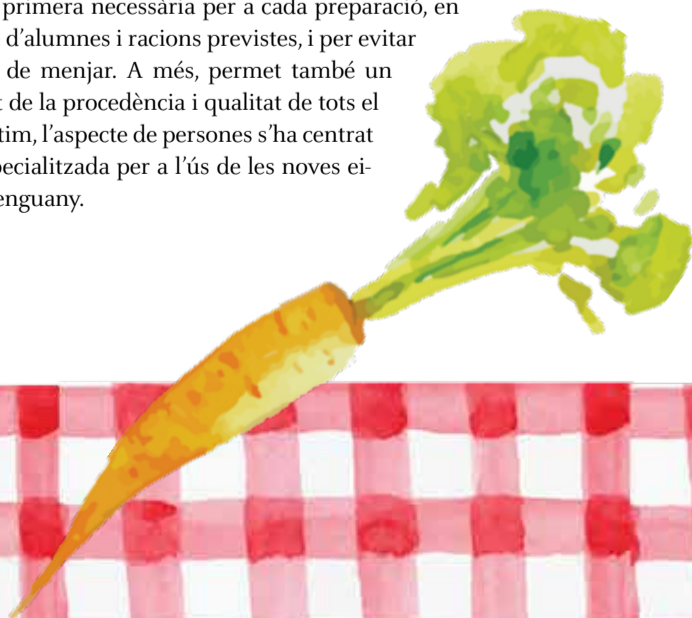 primera necessària per a cada preparació, en
d’alumnes i racions previstes, i per evitar
de menjar. A més, permet també un
de la procedència i qualitat de tots el
tim, l’aspecte de persones s’ha centrat
pecialitzada per a l’ús de les noves ei-
enguany.